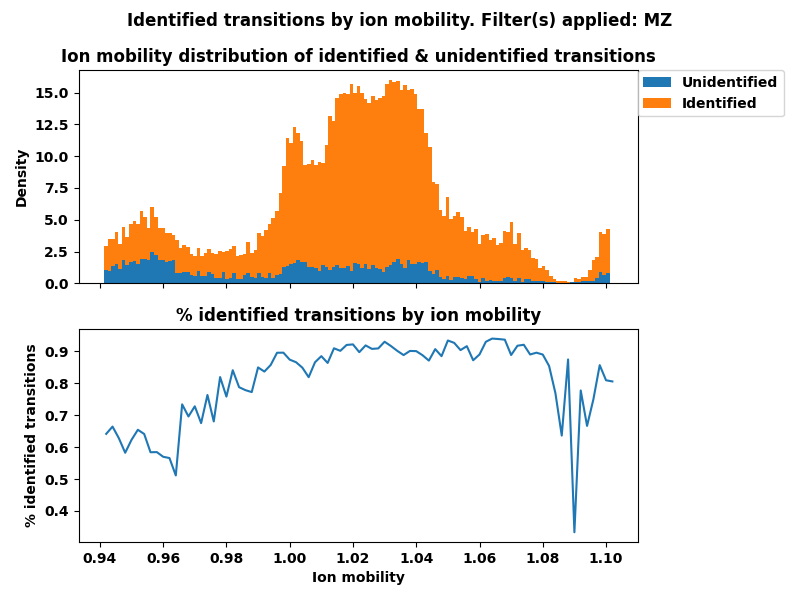 Identified transitions by ion mobility. Filter(s) applied: MZ
Ion mobility distribution of identified & unidentified transitions
Unidentified
Identified
Density
15.0
12.5
10.0
7.5
5.0
2.5
0.0
% identified transitions by ion mobility
% identified transitions
0.9
0.8
0.7
0.6
0.5
0.4
0.94 0.96 0.98 1.00 1.02 1.04 1.06 1.08 1.10
Ion mobility